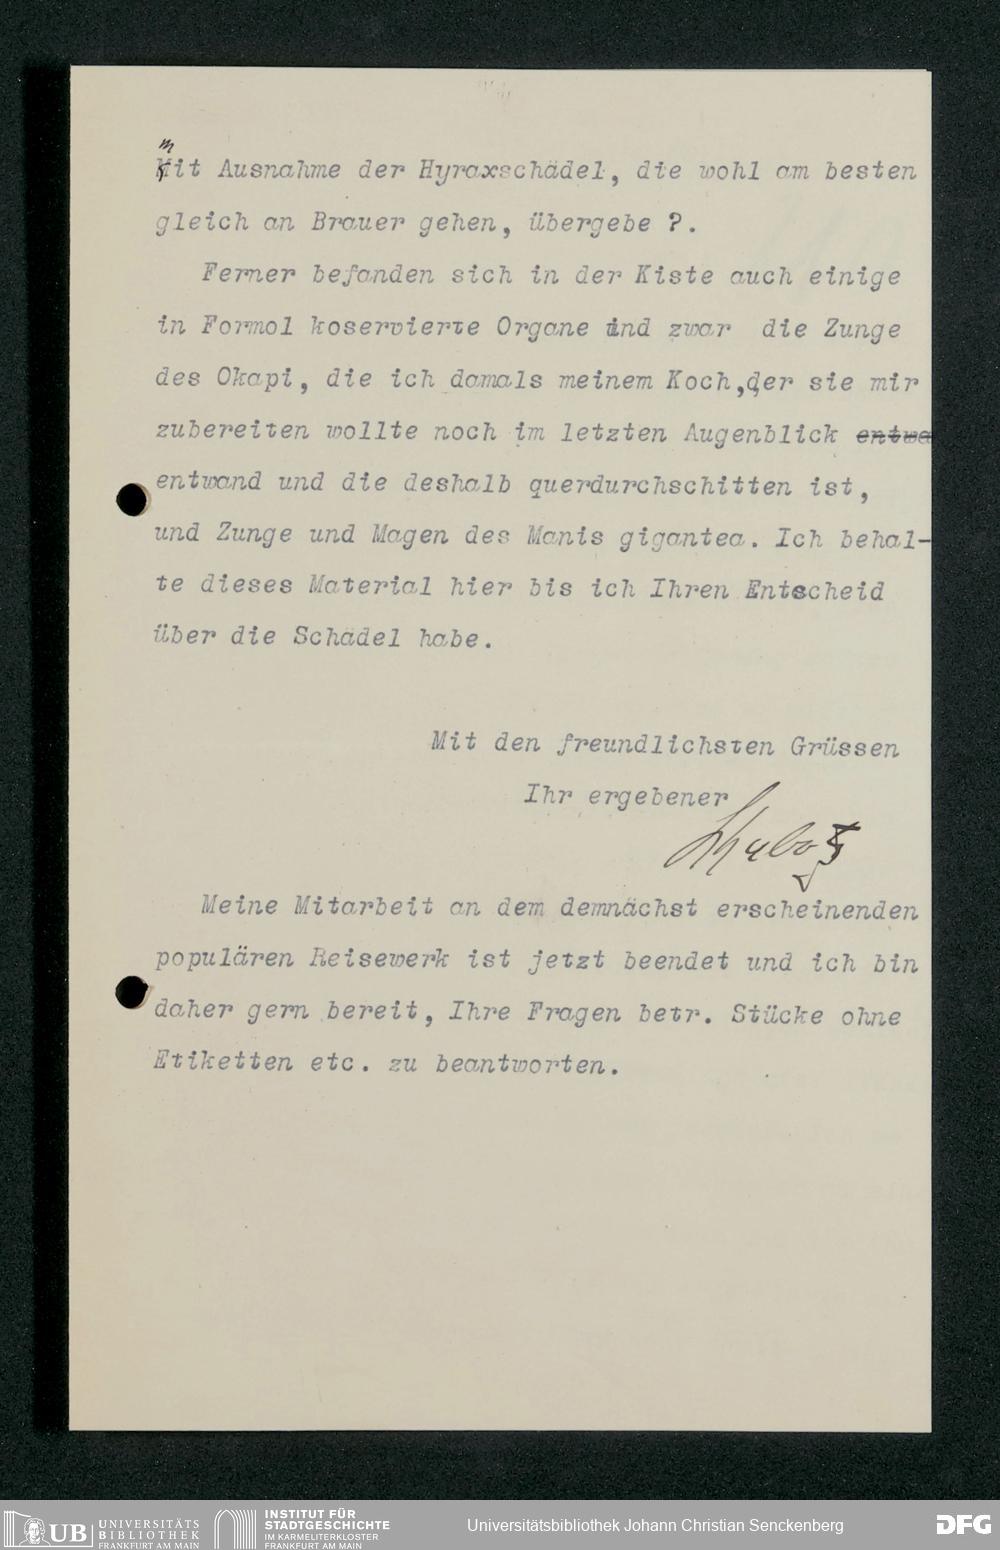 mit Ausnahme der Hyraxschädel, die wohl am besten
gleich an Brauer gehen, übergebe ?.
Ferner befanden sich in der Kiste auch einige
in Formol koservierte Organe und zwar die Zunge
des Okapi, die ich damals meinem Koch,der sie mir
zubereiten wollte noch im letzten Augenblick entwa
entwand und die deshalb querdurchschitten ist,
und Zunge und Magen des Manis gigantea. Ich behal-
te dieses Material hier bis ich Ihren Entscheid
über die Schädel habe.
Mit den freundlichsten Grüssen
Ihr ergebener
Schubotz
Meine Mitarbeit an dem demnächst erscheinenden
populären Reisewerk ist jetzt beendet und ich bin
daher gern bereit, Ihre Fragen betr. Stücke ohne
Etiketten etc. zu beantworten.
UB UNIVERSITÄTS
BIBLIOTHEK
FRANKFURT AM MAIN
INSTITUT FÜR
STADTGESCHICHTE
IM KARMELITERKLOSTER
FRANKFURT AM MAIN
Universitätsbibliothek Johann Christian Senckenberg
DFG